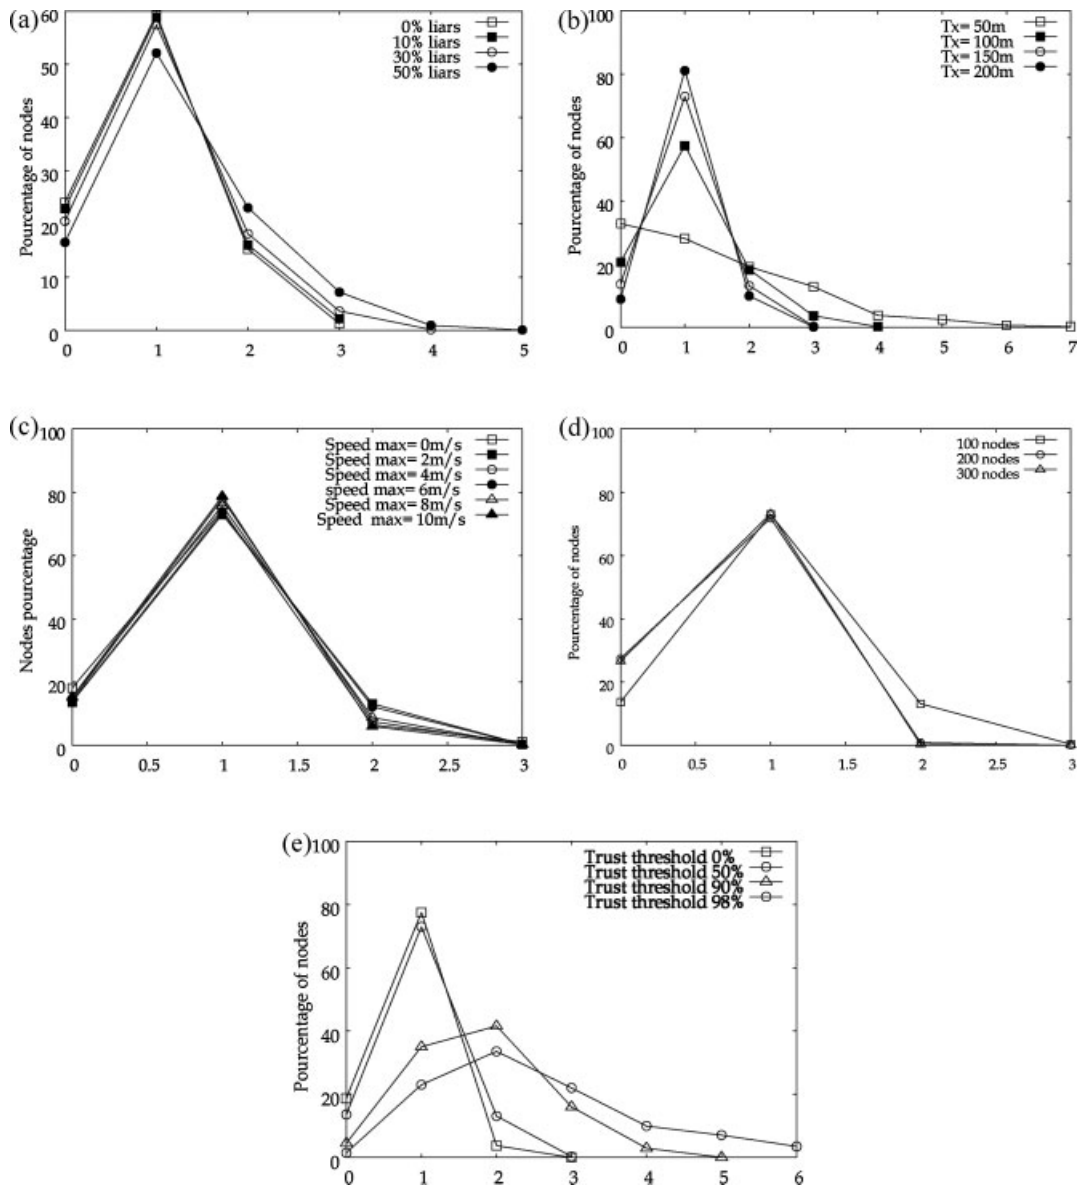 (a)
60
50
40
30
20
10
0
Pourcentage of nodes
0% liars
10% liars
30% liars
50% liars
0 1 2 3 4 5
(b)
100
80
60
40
20
0
Pourcentage of nodes
Tx= 50m
Tx= 100m
Tx= 150m
Tx= 200m
0 1 2 3 4 5 6 7
(c)
100
80
60
40
20
0
Nodes pourcentage
Speed max= 0m/s
Speed max= 2m/s
Speed max= 4m/s
speed max= 6m/s
Speed max= 8m/s
Speed max= 10m/s
0 0.5 1 1.5 2 2.5 3
(d)
100
80
60
40
20
0
Pourcentage of nodes
100 nodes
200 nodes
300 nodes
0 0.5 1 1.5 2 2.5 3
(e)
100
80
60
40
20
0
Pourcentage of nodes
Trust threshold 0%
Trust threshold 50%
Trust threshold 90%
Trust threshold 98%
0 1 2 3 4 5 6